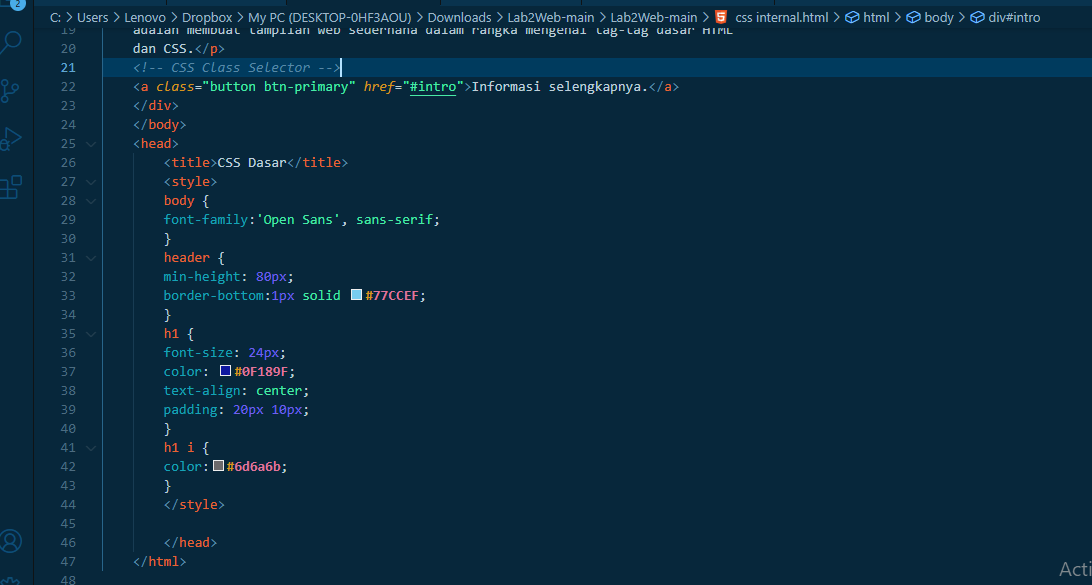 2
C: > Users > Lenovo > Dropbox > My PC (DESKTOP-0HF3AOU) > Downloads > Lab2Web-main > Lab2Web-main > css internal.html > html > body > div#intro
19 adalah membuat tampilan web sederhana dalam rangka mengenal tag-tag dasar HTML
20 dan CSS.</p>
21 <!-- CSS Class Selector -->
22 <a class="button btn-primary" href="#intro">Informasi selengkapnya.</a>
23 </div>
24 </body>
25 <head>
26 <title>CSS Dasar</title>
27 <style>
28 body {
29 font-family:'Open Sans', sans-serif;
30 }
31 header {
32 min-height: 80px;
33 border-bottom:1px solid #77CCEF;
34 }
35 h1 {
36 font-size: 24px;
37 color: #0F189F;
38 text-align: center;
39 padding: 20px 10px;
40 }
41 h1 i {
42 color:#6d6a6b;
43 }
44 </style>
45
46 </head>
47 </html>
48